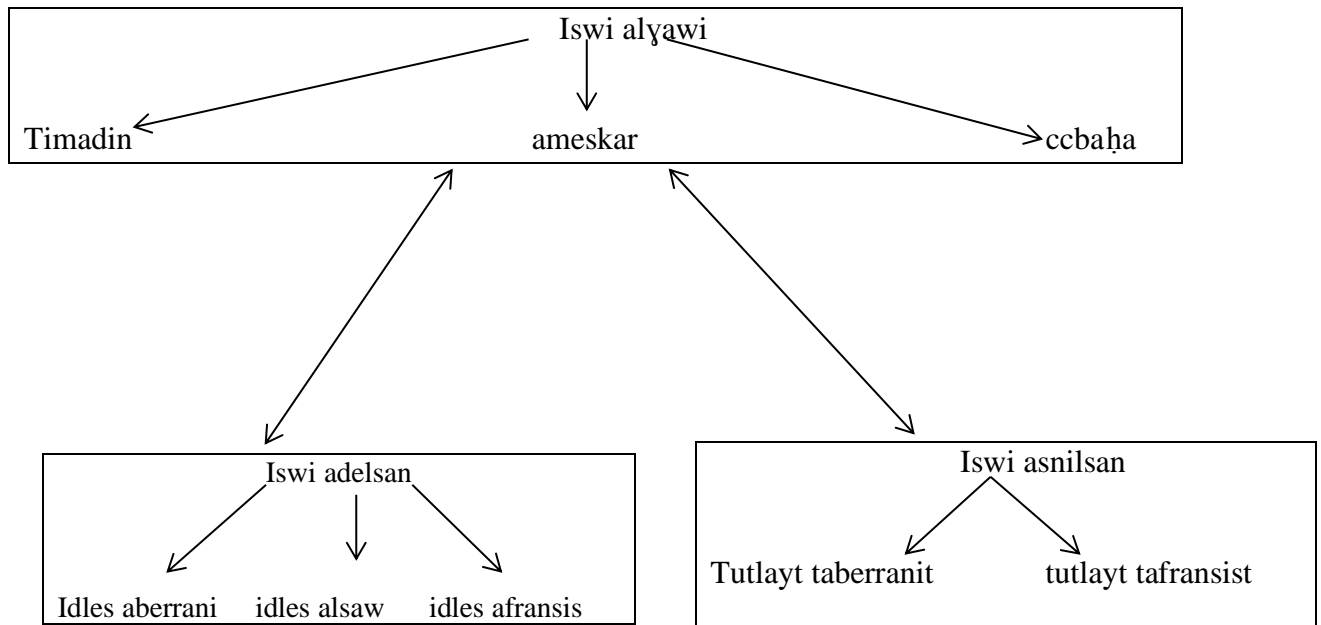 Iswi alɣawi
Timadin ameskar ccbaḥa
Iswi adelsan
Idles aberrani idles alsaw idles afransis
Iswi asnilsan
Tutlayt taberranit tutlayt tafransist